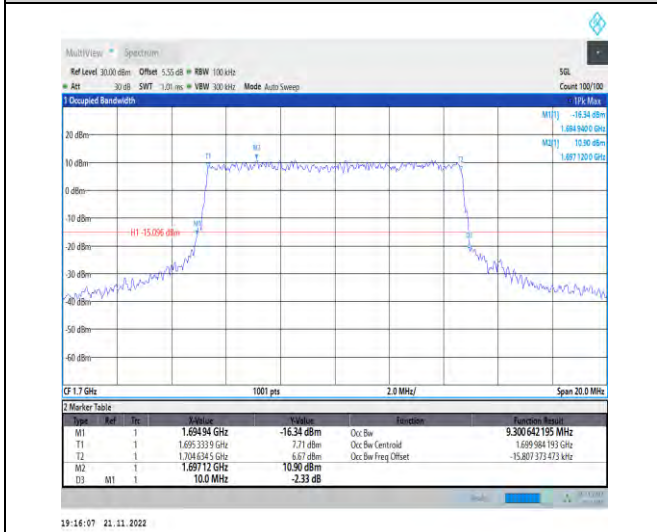 MultiView Spectrum
Ref Level 30.00 dBm Offset 5.55 dB RBW 100 kHz SGL
Att 30 dB SWT 1.01 ms VBW 300 kHz Mode Auto Sweep Count 100/100
1 Occupied Bandwidth 1Pk Max
M1[1] -16.34 dBm
1.694 940 0 GHz
20 dBm
M2[1] 10.90 dBm
1.697 120 0 GHz
M2
T1 T2
10 dBm
0 dBm
-10 dBm
M1
H1 -15.096 dBm
D3
-20 dBm
-30 dBm
-40 dBm
-50 dBm
-60 dBm
CF 1.7 GHz 1001 pts 2.0 MHz/ Span 20.0 MHz
2 Marker Table
Type Ref Trc X-Value Y-Value Function Function Result
M1 1 1.694 94 GHz -16.34 dBm Occ Bw 9.300 642 195 MHz
T1 1 1.695 333 9 GHz 7.71 dBm Occ Bw Centroid 1.699 984 193 GHz
T2 1 1.704 634 5 GHz 6.67 dBm Occ Bw Freq Offset -15.807 373 473 kHz
M2 1 1.697 12 GHz 10.90 dBm
D3 M1 1 10.0 MHz -2.33 dB
19:16:07 21.11.2022